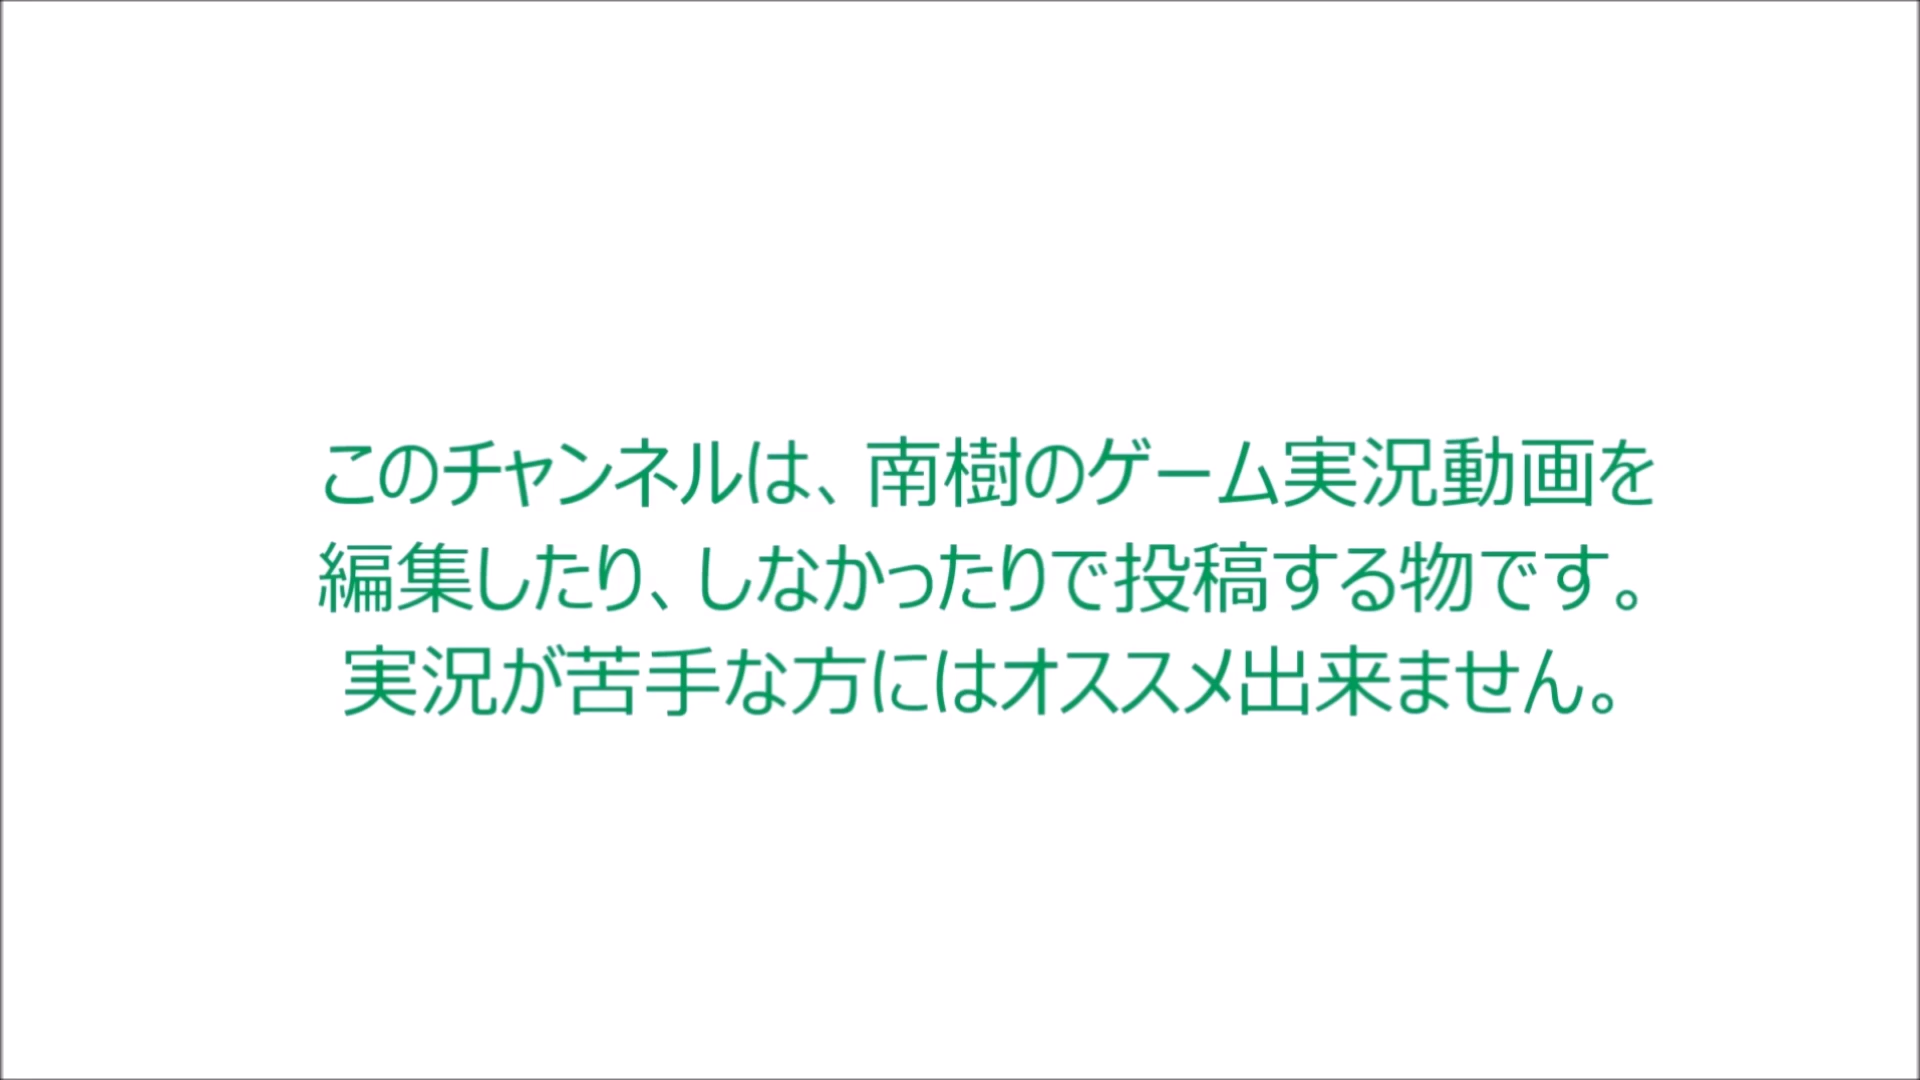 このチャンネルは、南樹のゲーム実況動画を
編集したり、しなかったりで投稿する物です。
実況が苦手な方にはオススメ出来ません。